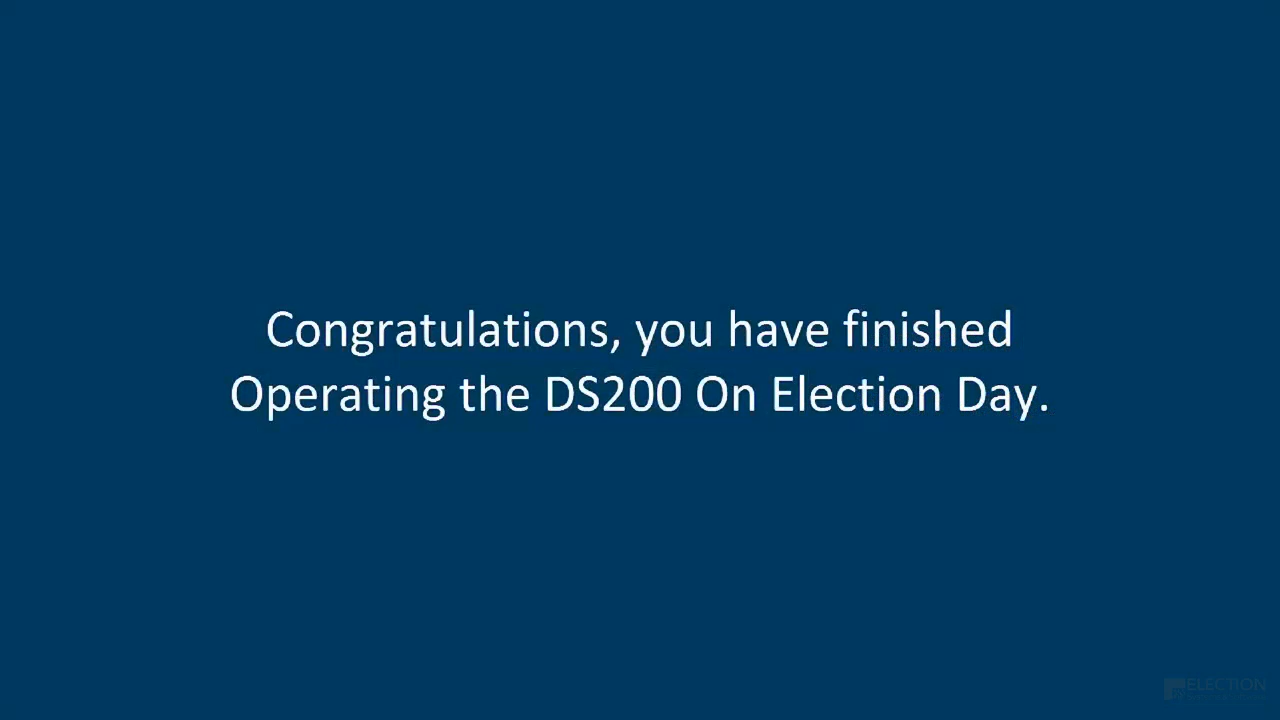 Congratulations, you have finished
Operating the DS200 On Election Day.
ELECTION